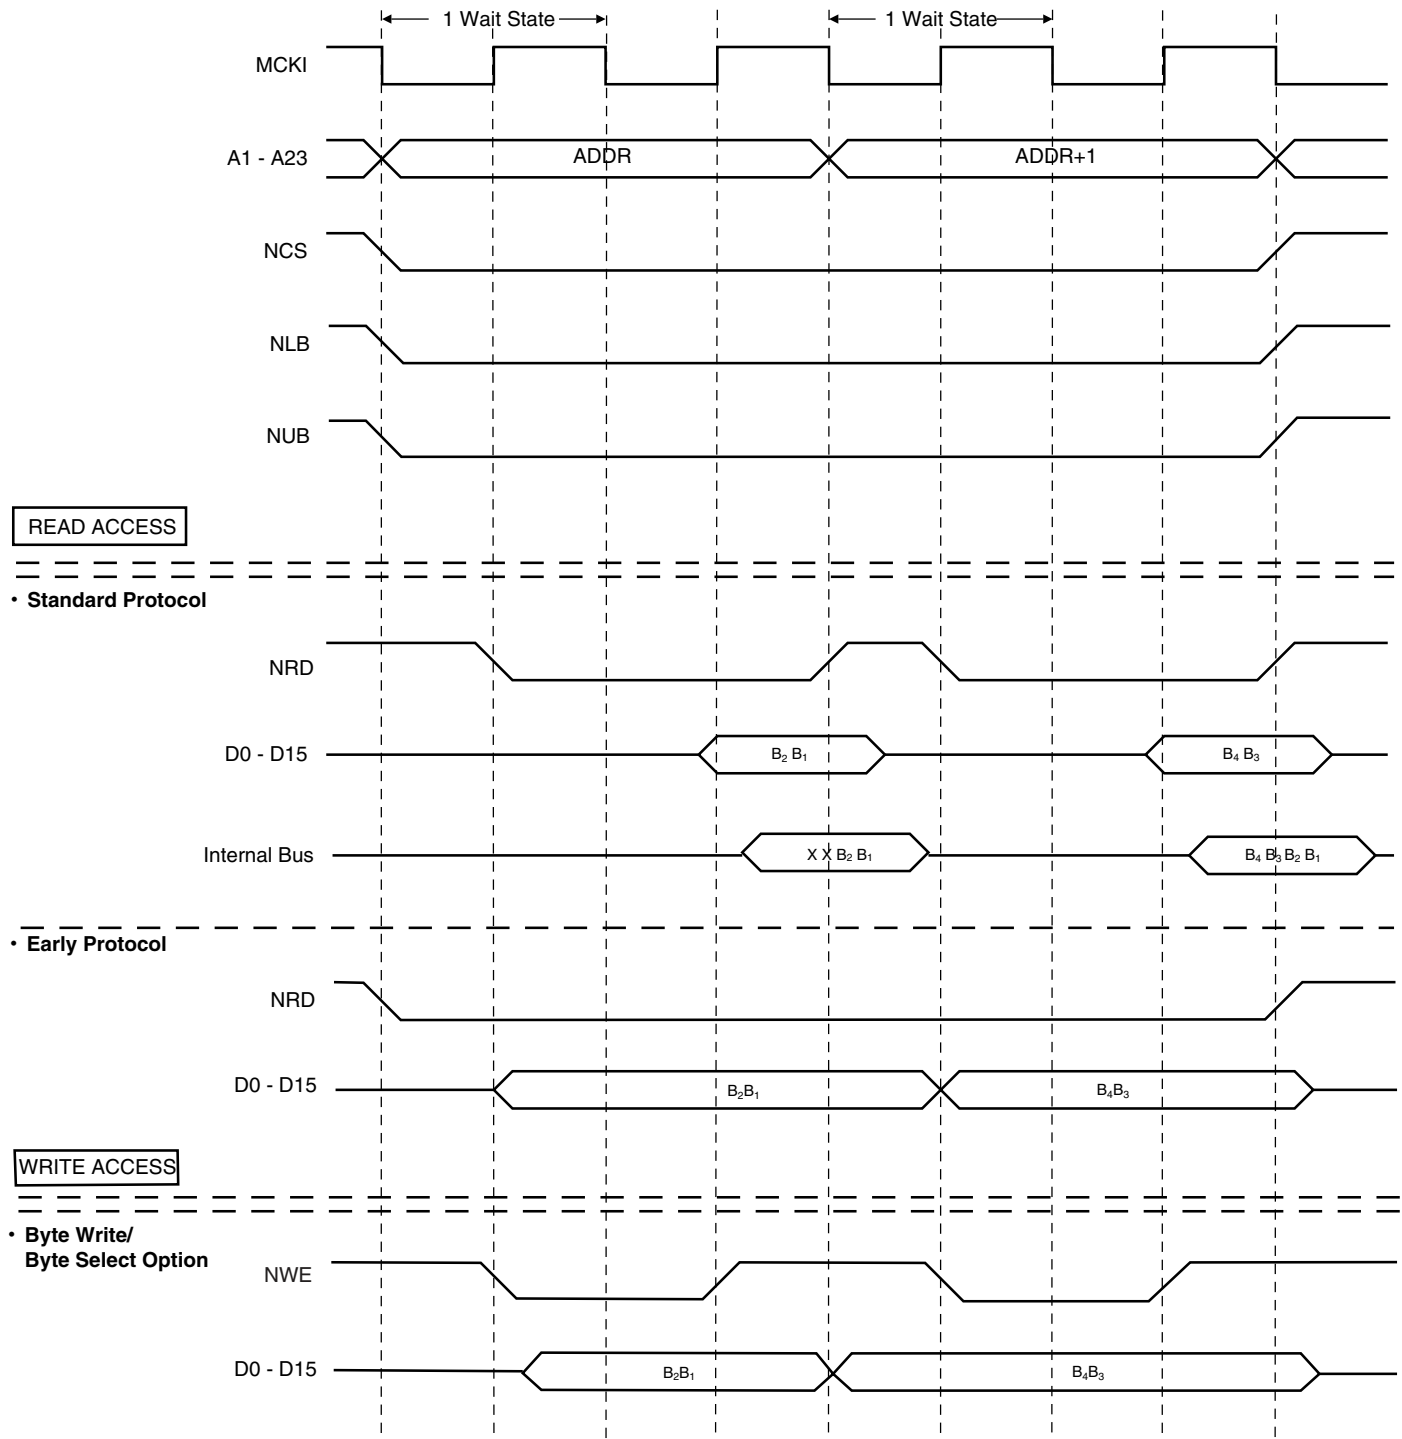 1 Wait State 1 Wait State
MCKI
A1 - A23 ADDR ADDR+1
NCS
NLB
NUB
READ ACCESS
• Standard Protocol
NRD
D0 - D15 B₂ B₁ B₄ B₃
Internal Bus X X B₂ B₁ B₄ B₃ B₂ B₁
• Early Protocol
NRD
D0 - D15 B₂B₁ B₄B₃
WRITE ACCESS
• Byte Write/
Byte Select Option
NWE
D0 - D15 B₂B₁ B₄B₃